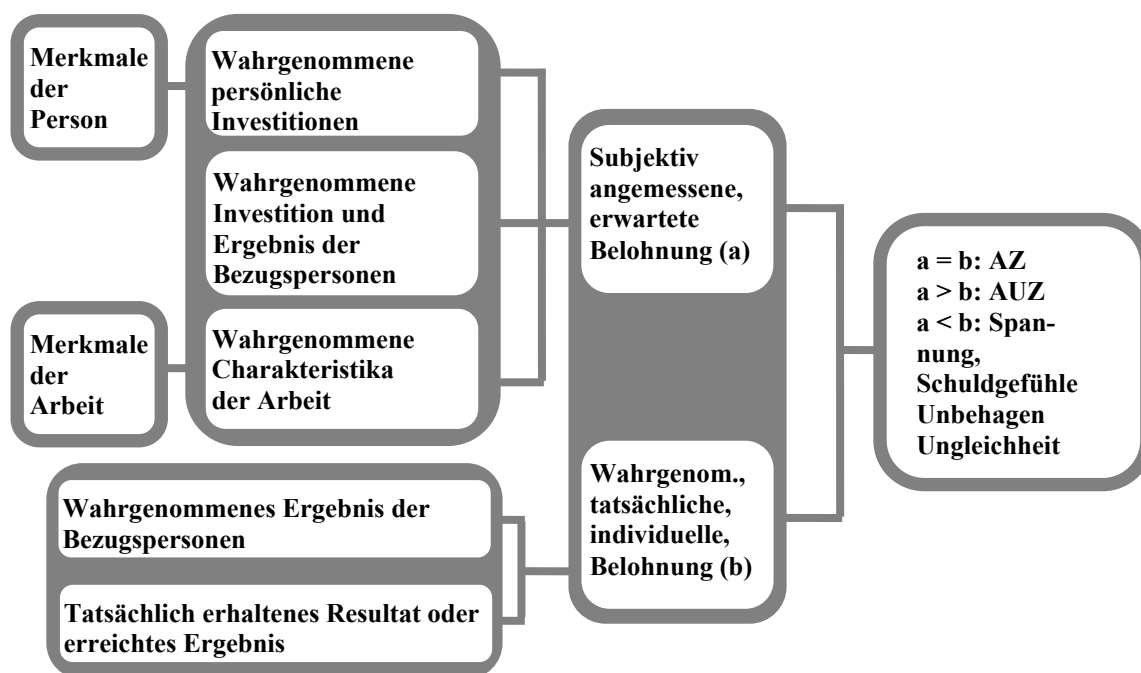 Merkmale
der
Person
Wahrgenommene
persönliche
Investitionen
Wahrgenommene
Investition und
Ergebnis der
Bezugspersonen
Merkmale
der
Arbeit
Wahrgenommene
Charakteristika
der Arbeit
Wahrgenommenes Ergebnis der
Bezugspersonen
Tatsächlich erhaltenes Resultat oder
erreichtes Ergebnis
Subjektiv
angemessene,
erwartete
Belohnung (a)
Wahrgenom.,
tatsächliche,
individuelle,
Belohnung (b)
a = b: AZ
a > b: AUZ
a < b: Span-
nung,
Schuldgefühle
Unbehagen
Ungleichheit